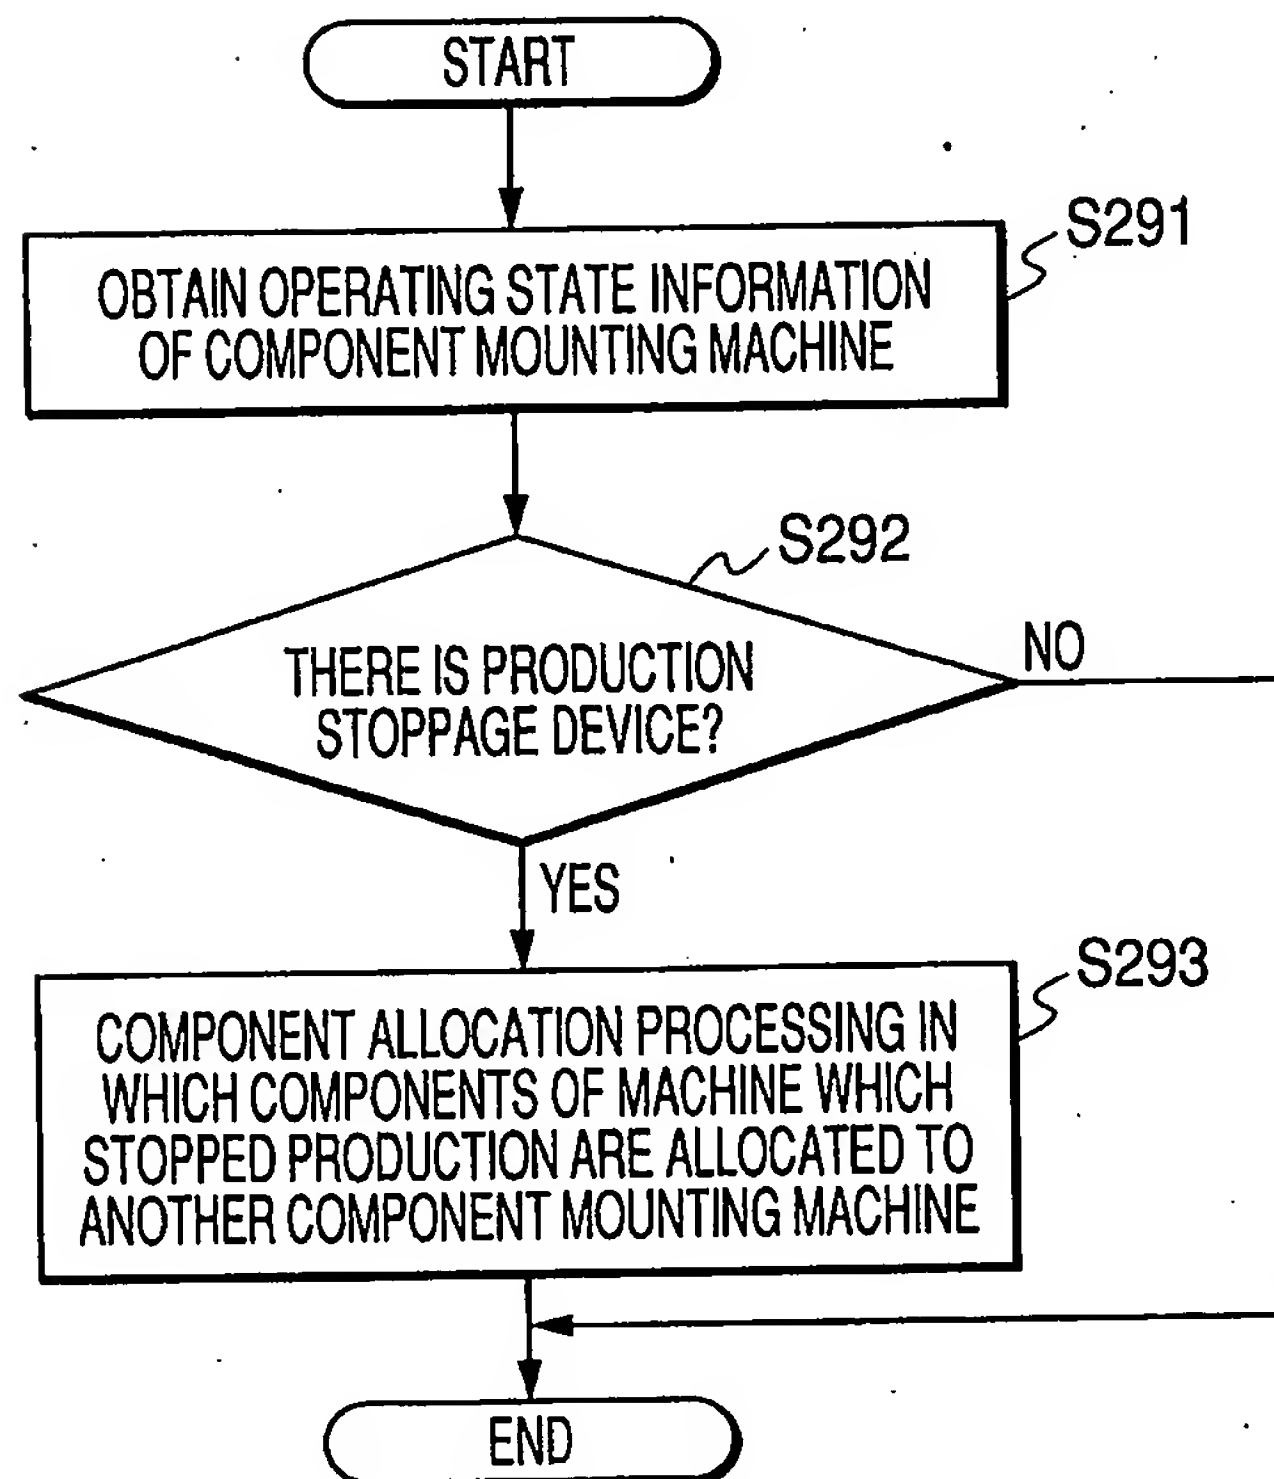 START
S291
OBTAIN OPERATING STATE INFORMATION
OF COMPONENT MOUNTING MACHINE
S292
THERE IS PRODUCTION
STOPPAGE DEVICE?
NO
YES
S293
COMPONENT ALLOCATION PROCESSING IN
WHICH COMPONENTS OF MACHINE WHICH
STOPPED PRODUCTION ARE ALLOCATED TO
ANOTHER COMPONENT MOUNTING MACHINE
END